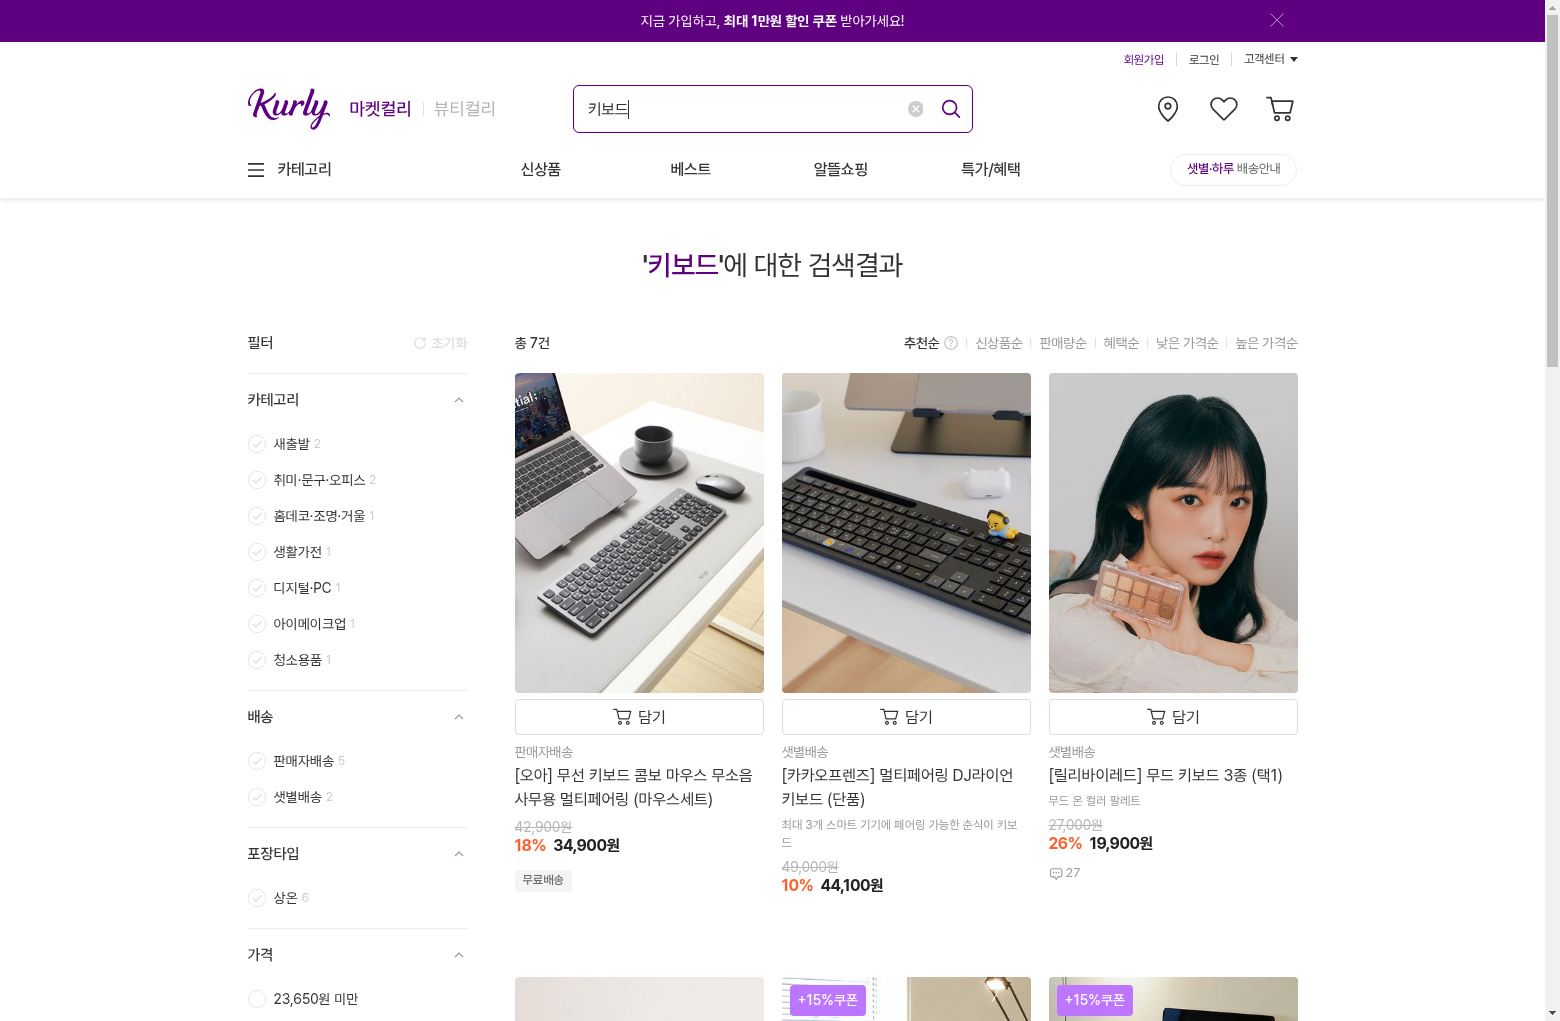 지금 가입하고, 최대 1만원 할인 쿠폰 받아가세요!
회원가입
로그인
고객센터
Kurly
마켓컬리
뷰티컬리
키보드
카테고리
신상품
베스트
알뜰쇼핑
특가/혜택
샛별·하루 배송안내
'키보드'에 대한 검색결과
필터
초기화
총 7건
추천순
신상품순
판매량순
혜택순
낮은 가격순
높은 가격순
카테고리
새출발 2
취미·문구·오피스 2
홈데코·조명·거울 1
생활가전 1
디지털·PC 1
아이메이크업 1
청소용품 1
배송
판매자배송 5
샛별배송 2
포장타입
상온 6
가격
23,650원 미만
담기
판매자배송
[오아] 무선 키보드 콤보 마우스 무소음
사무용 멀티페어링 (마우스세트)
42,900원
18% 34,900원
무료배송
담기
샛별배송
[카카오프렌즈] 멀티페어링 DJ라이언
키보드 (단품)
최대 3개 스마트 기기에 페어링 가능한 춘식이 키보
드
49,000원
10% 44,100원
담기
샛별배송
[릴리바이레드] 무드 키보드 3종 (택1)
무드 온 컬러 팔레트
27,000원
26% 19,900원
27
+15%쿠폰
+15%쿠폰